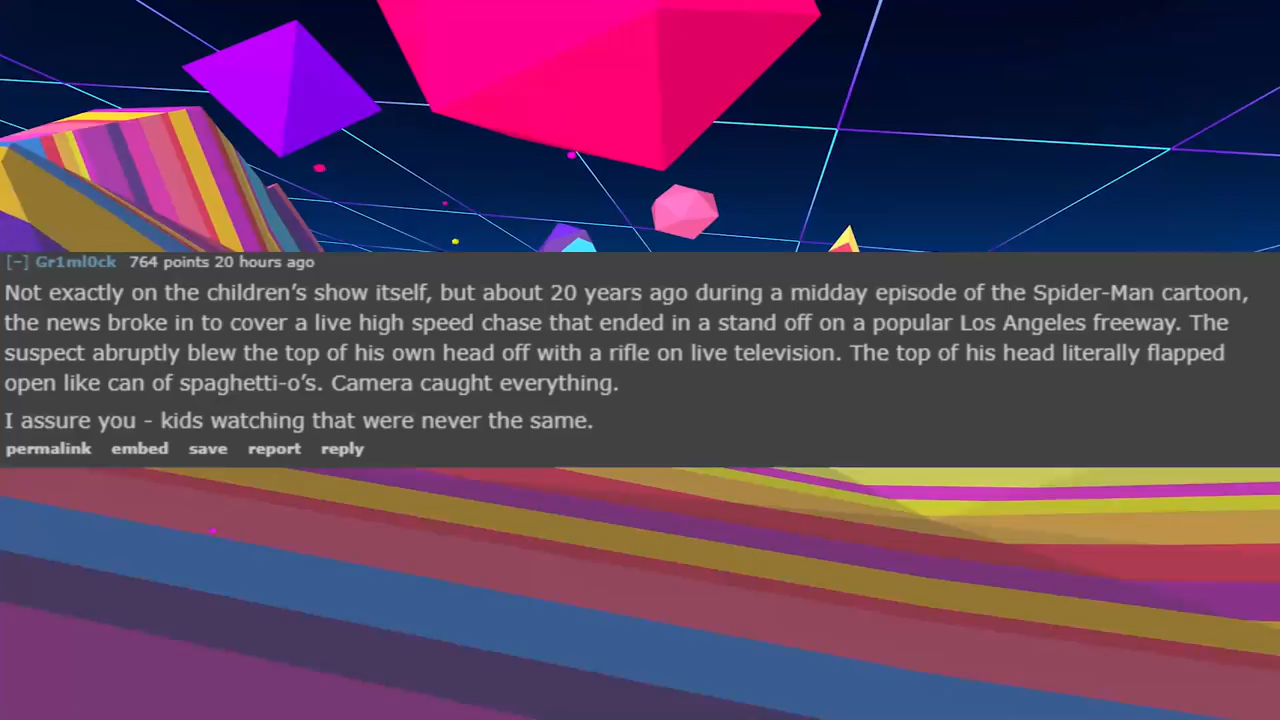 [−] Gr1ml0ck 764 points 20 hours ago
Not exactly on the children’s show itself, but about 20 years ago during a midday episode of the Spider-Man cartoon,
the news broke in to cover a live high speed chase that ended in a stand off on a popular Los Angeles freeway. The
suspect abruptly blew the top of his own head off with a rifle on live television. The top of his head literally flapped
open like can of spaghetti-o’s. Camera caught everything.
I assure you - kids watching that were never the same.
permalink embed save report reply